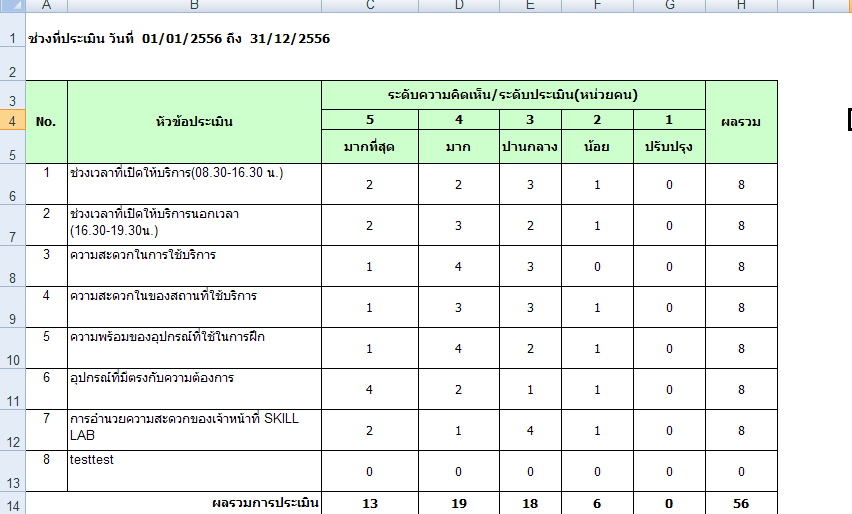 A B C D E F G H I
1 ช่วงที่ประเมิน วันที่ 01/01/2556 ถึง 31/12/2556
2
3 ระดับความคิดเห็น/ระดับประเมิน(หน่วยคน)
4 No. หัวข้อประเมิน 5 4 3 2 1 ผลรวม
5 มากที่สุด มาก ปานกลาง น้อย ปรับปรุง
6 1 ช่วงเวลาที่เปิดให้บริการ(08.30-16.30 น.) 2 2 3 1 0 8
2 ช่วงเวลาที่เปิดให้บริการนอกเวลา
7 (16.30-19.30น.) 2 3 2 1 0 8
8 3 ความสะดวกในการใช้บริการ 1 4 3 0 0 8
9 4 ความสะดวกในของสถานที่ใช้บริการ 1 3 3 1 0 8
10 5 ความพร้อมของอุปกรณ์ที่ใช้ในการฝึก 1 4 2 1 0 8
11 6 อุปกรณ์ที่มีตรงกับความต้องการ 4 2 1 1 0 8
7 การอำนวยความสะดวกของเจ้าหน้าที่ SKILL
12 LAB 2 1 4 1 0 8
13 8 testtest 0 0 0 0 0 0
14 ผลรวมการประเมิน 13 19 18 6 0 56